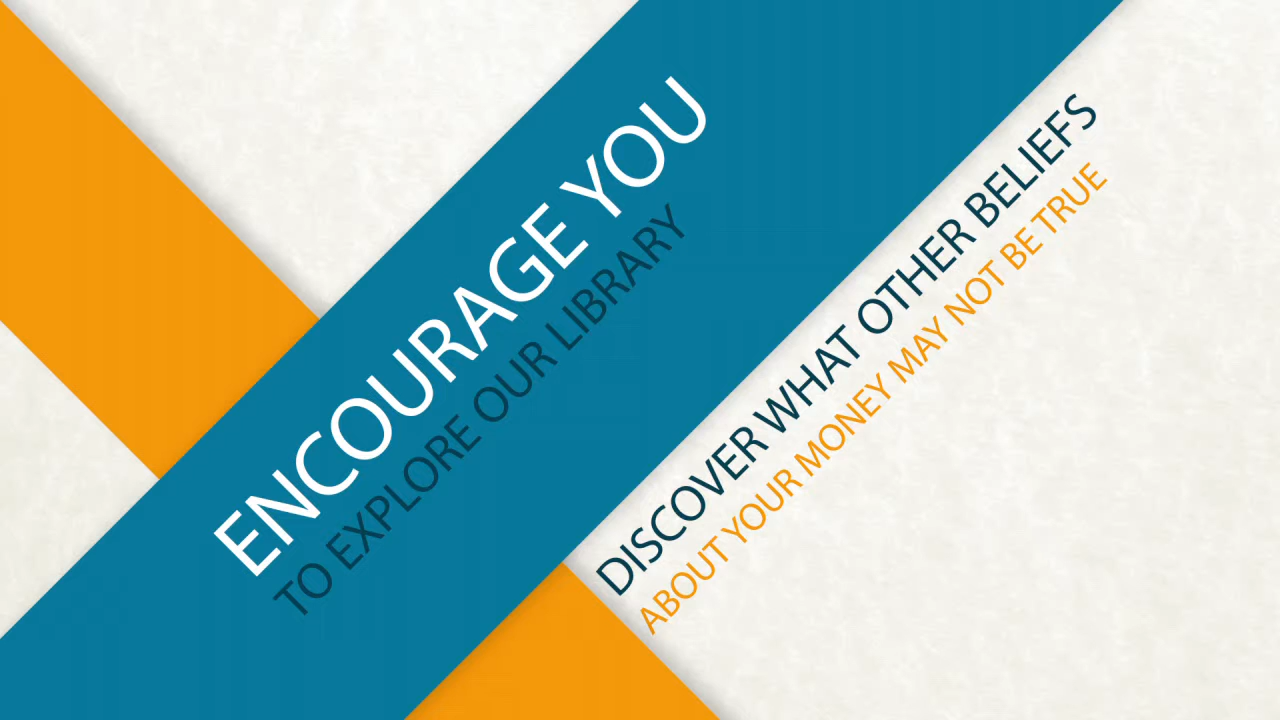 ENCOURAGE YOU
TO EXPLORE OUR LIBRARY
DISCOVER WHAT OTHER BELIEFS
ABOUT YOUR MONEY MAY NOT BE TRUE